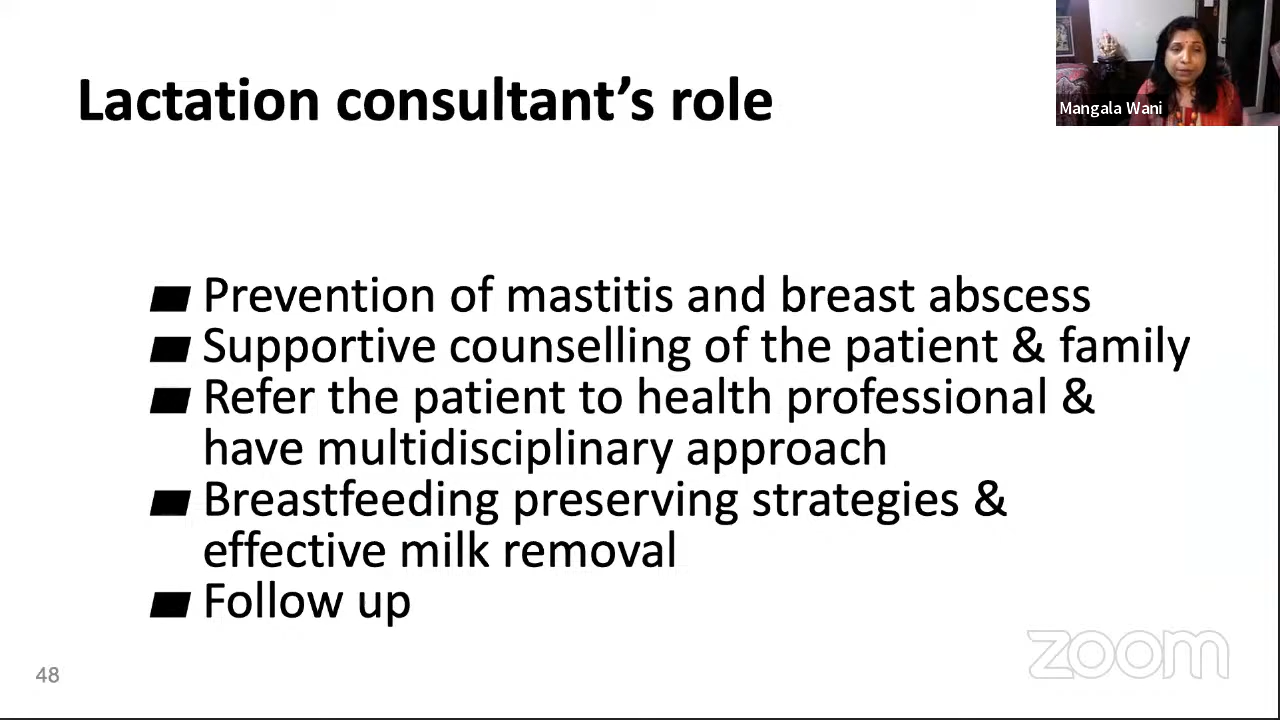 Lactation consultant’s role
Mangala Wani
Prevention of mastitis and breast abscess
Supportive counselling of the patient & family
Refer the patient to health professional &
have multidisciplinary approach
Breastfeeding preserving strategies &
effective milk removal
Follow up
48
zoom